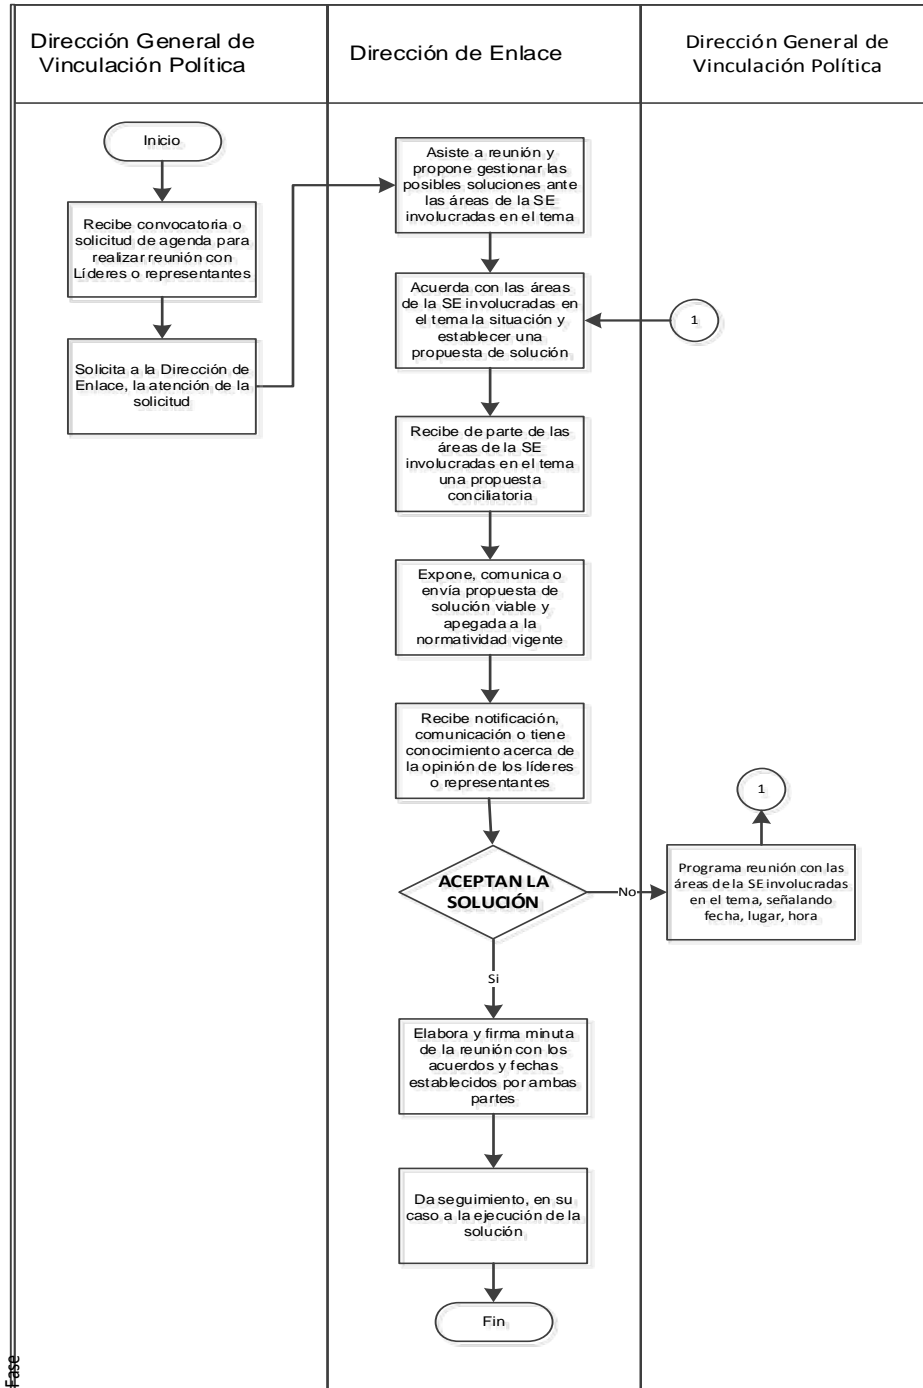 Dirección General de
Vinculación Política
Dirección de Enlace
Dirección General de
Vinculación Política
Inicio
Recibe convocatoria o
solicitud de agenda para
realizar reunión con
Líderes o representantes
Solicita a la Dirección de
Enlace, la atención de la
solicitud
Asiste a reunión y
propone gestionar las
posibles soluciones ante
las áreas de la SE
involucradas en el tema
Acuerda con las áreas
de la SE involucradas en
el tema la situación y
establecer una
propuesta de solución
1
Recibe de parte de las
áreas de la SE
involucradas en el tema
una propuesta
conciliatoria
Expone, comunica o
envía propuesta de
solución viable y
apegada a la
normatividad vigente
Recibe notificación,
comunicación o tiene
conocimiento acerca de
la opinión de los líderes
o representantes
ACEPTAN LA
SOLUCIÓN
No
Programa reunión con las
áreas de la SE involucradas
en el tema, señalando
fecha, lugar, hora
1
Si
Elabora y firma minuta
de la reunión con los
acuerdos y fechas
establecidos por ambas
partes
Da seguimiento, en su
caso a la ejecución de la
solución
Fin
Fase